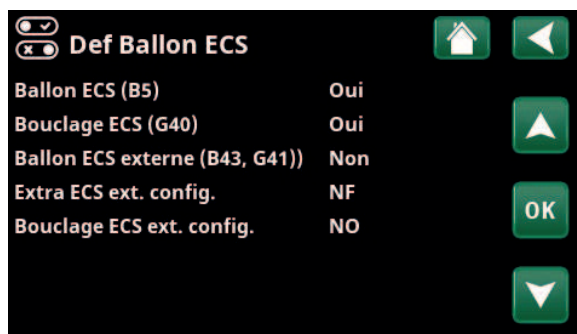 Def Ballon ECS
Ballon ECS (B5) Oui
Bouclage ECS (G40) Oui
Ballon ECS externe (B43, G41)) Non
Extra ECS ext. config. NF
Bouclage ECS ext. config. NO
OK